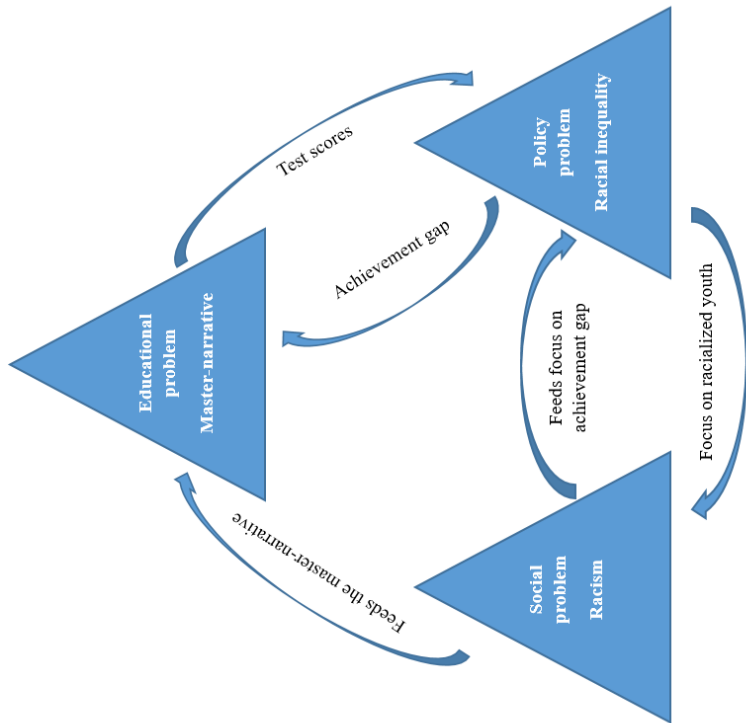 Educational
problem
Master-narrative
Test scores
Achievement gap
Policy
problem
Racial inequality
Feeds the master-narrative
Feeds focus on
achievement gap
Focus on racialized youth
Social
problem
Racism